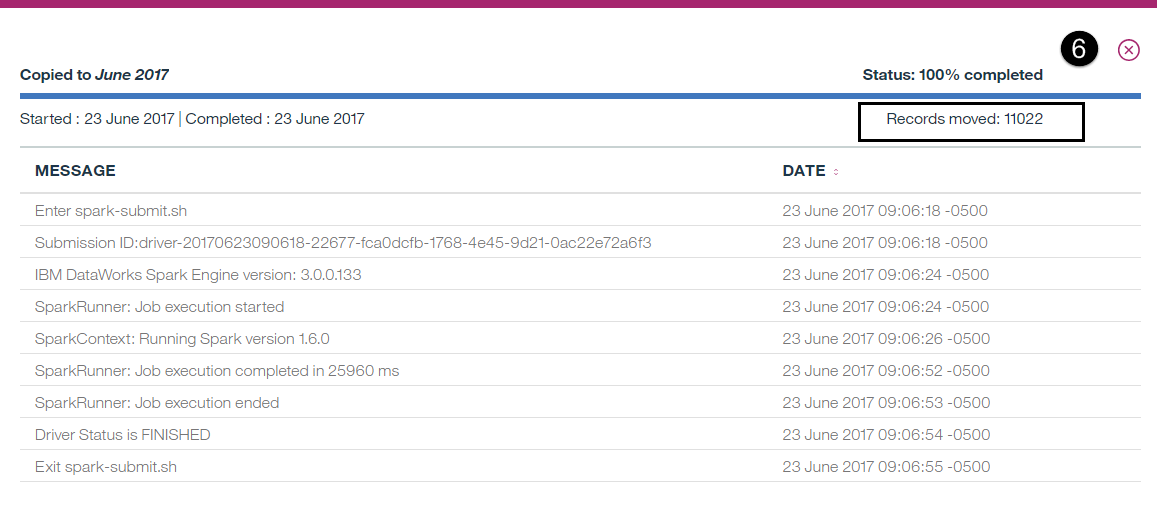 6
Copied to June 2017 Status: 100% completed
Started : 23 June 2017 | Completed : 23 June 2017 Records moved: 11022
MESSAGE DATE
Enter spark-submit.sh 23 June 2017 09:06:18 -0500
Submission ID:driver-20170623090618-22677-fca0dcfb-1768-4e45-9d21-0ac22e72a6f3 23 June 2017 09:06:18 -0500
IBM DataWorks Spark Engine version: 3.0.0.133 23 June 2017 09:06:24 -0500
SparkRunner: Job execution started 23 June 2017 09:06:24 -0500
SparkContext: Running Spark version 1.6.0 23 June 2017 09:06:26 -0500
SparkRunner: Job execution completed in 25960 ms 23 June 2017 09:06:52 -0500
SparkRunner: Job execution ended 23 June 2017 09:06:53 -0500
Driver Status is FINISHED 23 June 2017 09:06:54 -0500
Exit spark-submit.sh 23 June 2017 09:06:55 -0500